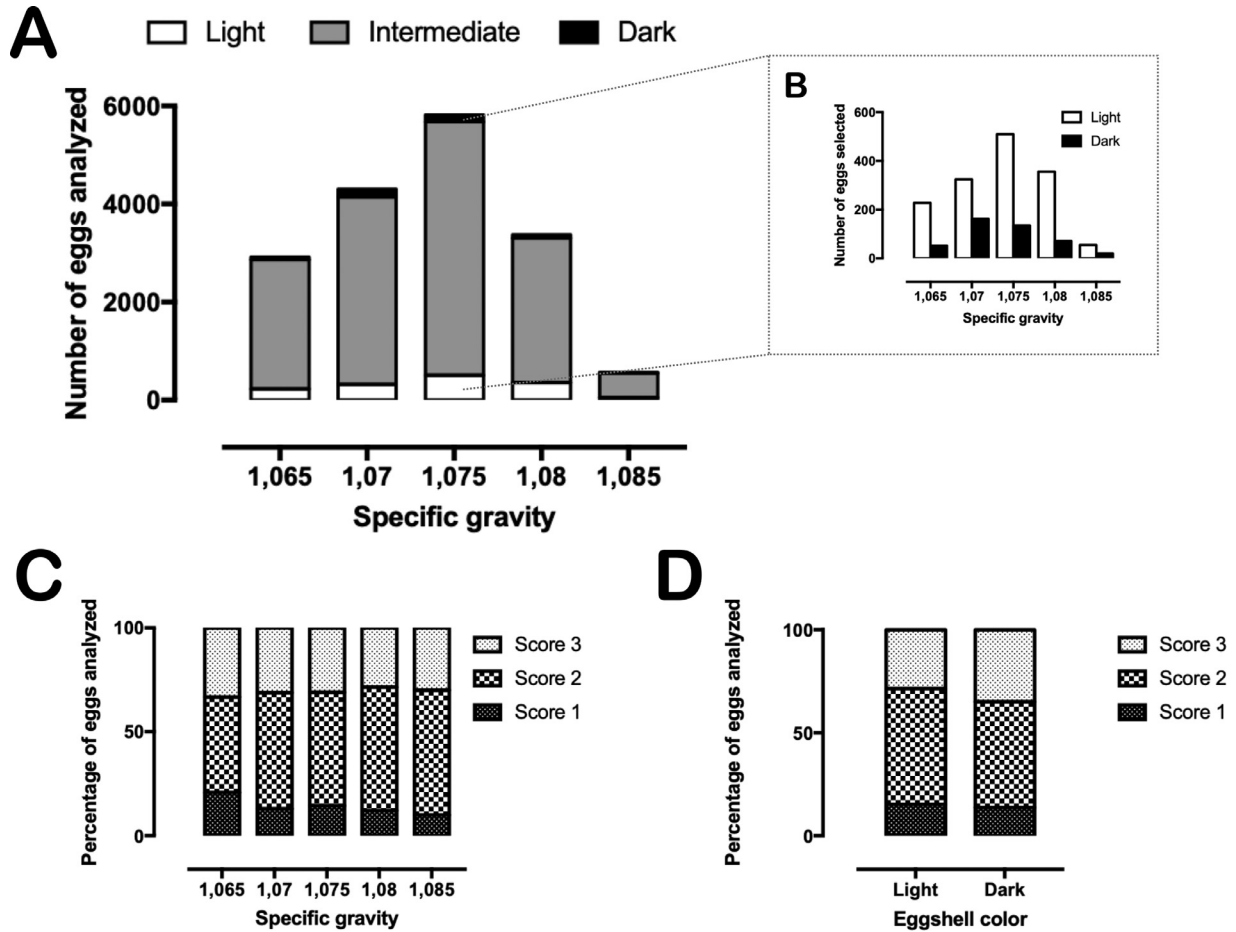 A
Light Intermediate Dark
Number of eggs analyzed
6000
4000
2000
0
1,065 1,07 1,075 1,08 1,085
Specific gravity
B
Number of eggs selected
600
400
200
0
Light
Dark
1,065 1,07 1,075 1,08 1,085
Specific gravity
C
Percentage of eggs analyzed
100
50
0
Score 3
Score 2
Score 1
1,065 1,07 1,075 1,08 1,085
Specific gravity
D
Percentage of eggs analyzed
100
50
0
Score 3
Score 2
Score 1
Light Dark
Eggshell color